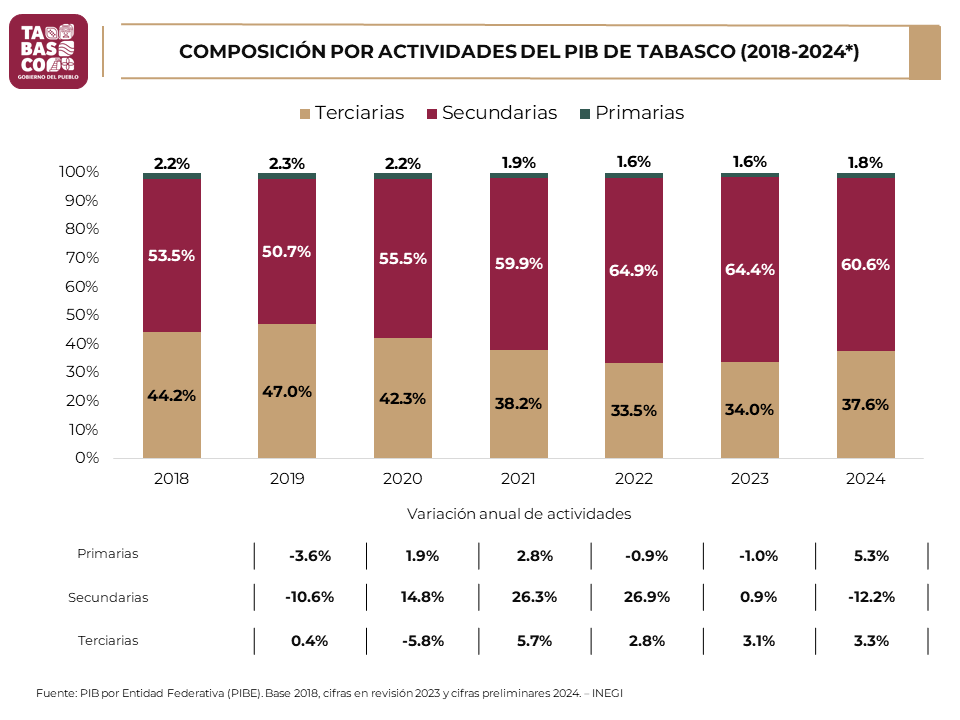 TA
BAS
CO
GOBIERNO DEL PUEBLO
COMPOSICIÓN POR ACTIVIDADES DEL PIB DE TABASCO (2018-2024*)
Terciarias Secundarias Primarias
2.2% 2.3% 2.2% 1.9% 1.6% 1.6% 1.8%
100%
90%
80%
70%
60%
50%
40%
30%
20%
10%
0%
53.5% 50.7% 55.5% 59.9% 64.9% 64.4% 60.6%
44.2% 47.0% 42.3% 38.2% 33.5% 34.0% 37.6%
2018 2019 2020 2021 2022 2023 2024
Variación anual de actividades
Primarias -3.6% 1.9% 2.8% -0.9% -1.0% 5.3%
Secundarias -10.6% 14.8% 26.3% 26.9% 0.9% -12.2%
Terciarias 0.4% -5.8% 5.7% 2.8% 3.1% 3.3%
Fuente: PIB por Entidad Federativa (PIBE). Base 2018, cifras en revisión 2023 y cifras preliminares 2024. – INEGI